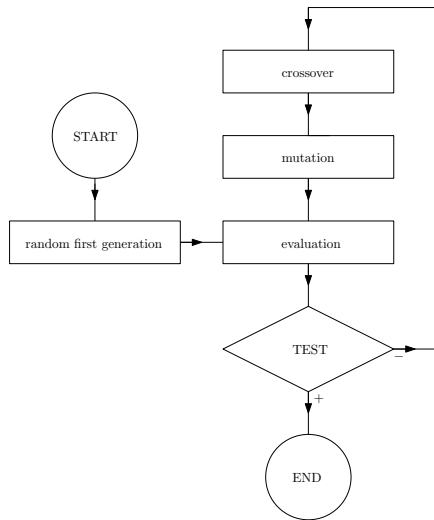 crossover
START
mutation
random first generation
evaluation
TEST
−
+
END